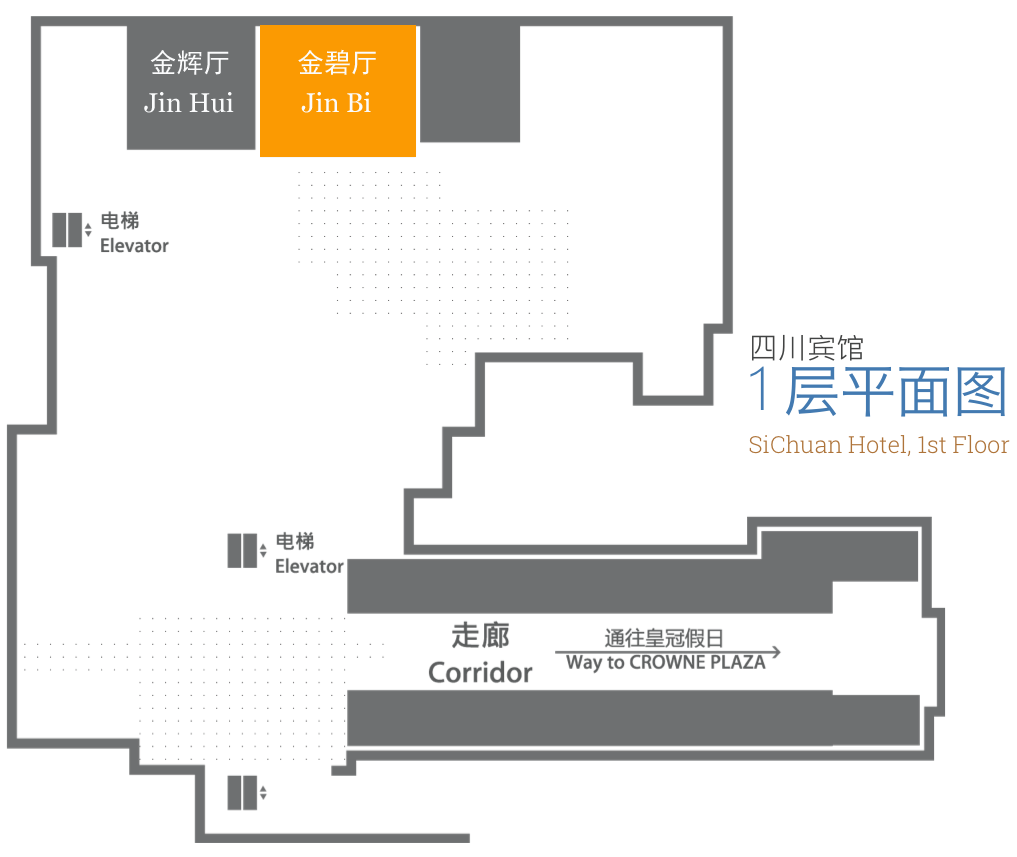 金辉厅
Jin Hui
金碧厅
Jin Bi
电梯
Elevator
四川宾馆
1层平面图
SiChuan Hotel, 1st Floor
电梯
Elevator
走廊
Corridor
通往皇冠假日
Way to CROWNE PLAZA